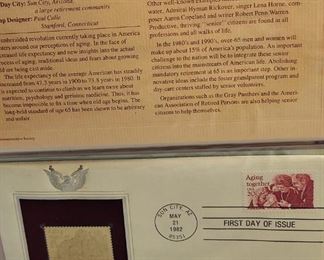 Day City: Sun City, Arizona,
a large retirement community
Designer: Paul Calle
Stamford, Connecticut
unheralded revolution currently taking place in America
around our perceptions of aging. In the face of
creased life expectancy and new insights into the actual
process of aging, traditional ideas and fears about growing
old are being cast aside.
The life expectancy of the average American has steadily
increased from 47.3 years in 1900 to 73.8 years in 1980. It
is expected to continue to climb as we learn more about
nutrition, psychology and geriatric medicine. Thus, it has
become impossible to fix a time when old age begins. The
long-held standard of age 65 has been shown to be arbitrary
and unfair.
Other well-known examples
Admiral Hyman Rickover, singer Lena Horne, com-
poser Aaron Copeland and writer Robert Penn Warren.
Productive, thriving, "senior" citizens are found in all
professions and all walks of life.
In the 1980's and 1990's, over-65 men and women will
make up about 15% of America's population. An important
challenge to the nation will be to integrate these older
citizens into the mainstream of American life. Abolishing
mandatory retirement at 65 is an important step. Other in-
novative ideas include the foster grandparent program and
day-care centers staffed by senior volunteers.
Organizations such as the Gray Panthers and the Amer-
ican Association of Retired Persons are also helping senior
citizens to help themselves.
SUN CITY, AZ
MAY
21
1982
85351
FIRST DAY OF ISSUE
Aging
together
USA
20c